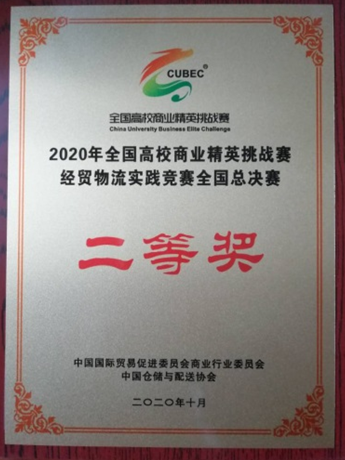 CUBEC®
全国高校商业精英挑战赛
China University Business Elite Challenge
2020年全国高校商业精英挑战赛
经贸物流实践竞赛全国总决赛
二等奖
中国国际贸易促进委员会商业行业委员会
中国仓储与配送协会
二〇二〇年十月